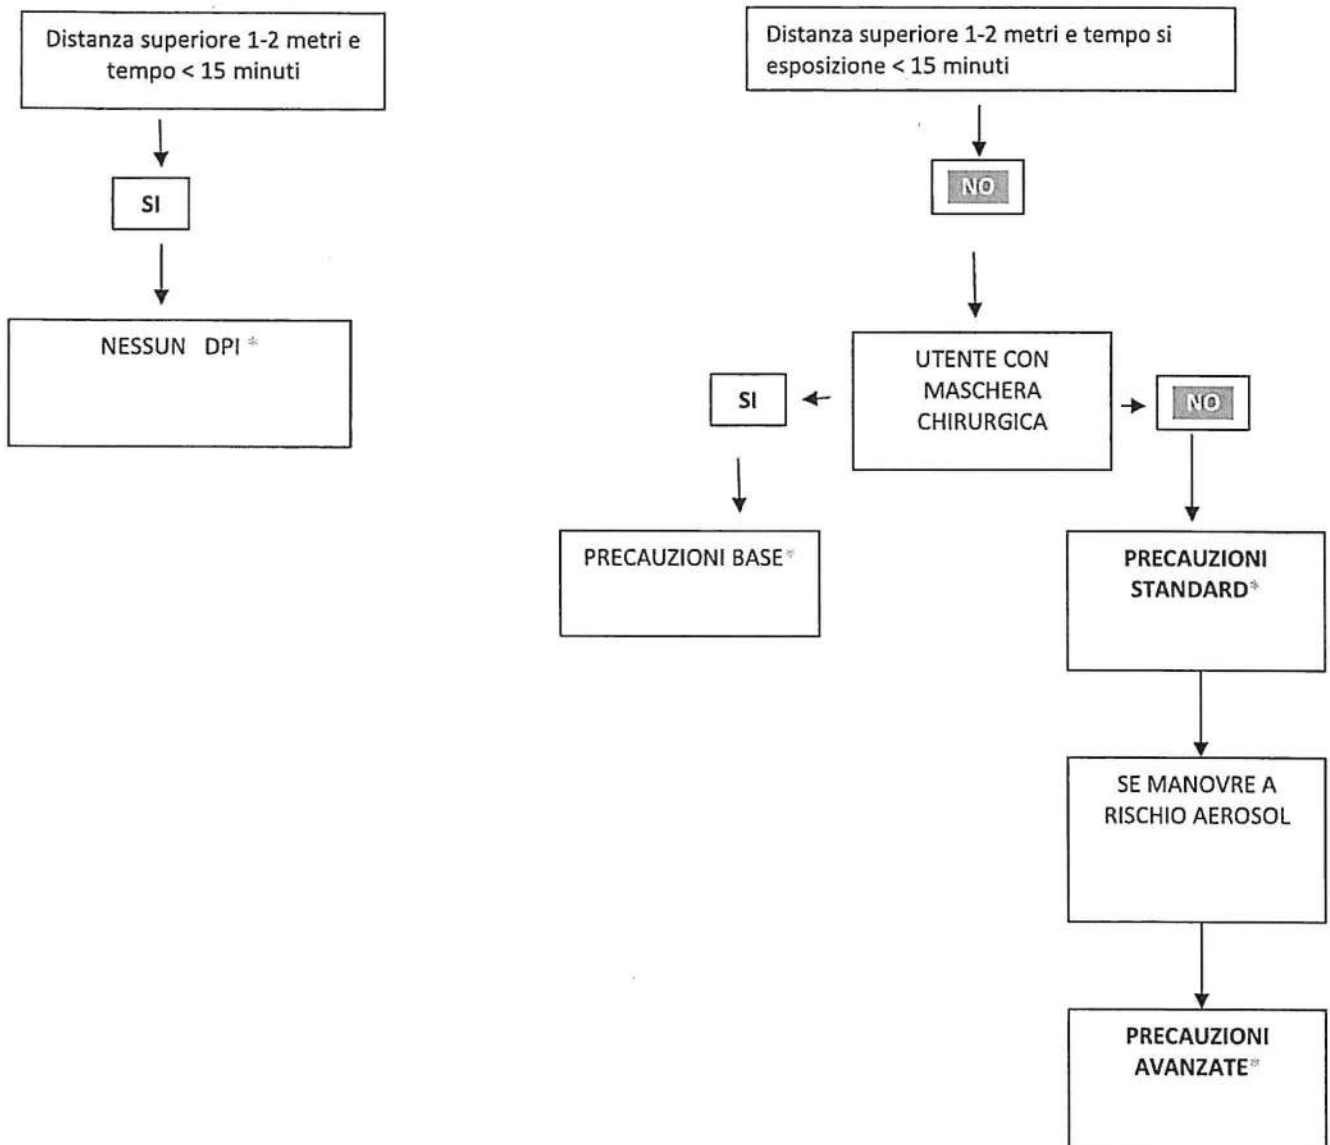 Distanza superiore 1-2 metri e
tempo < 15 minuti
SI
NESSUN DPI *
Distanza superiore 1-2 metri e tempo si
esposizione < 15 minuti
NO
UTENTE CON
MASCHERA
CHIRURGICA
SI
NO
PRECAUZIONI BASE*
PRECAUZIONI
STANDARD*
SE MANOVRE A
RISCHIO AEROSOL
PRECAUZIONI
AVANZATE*